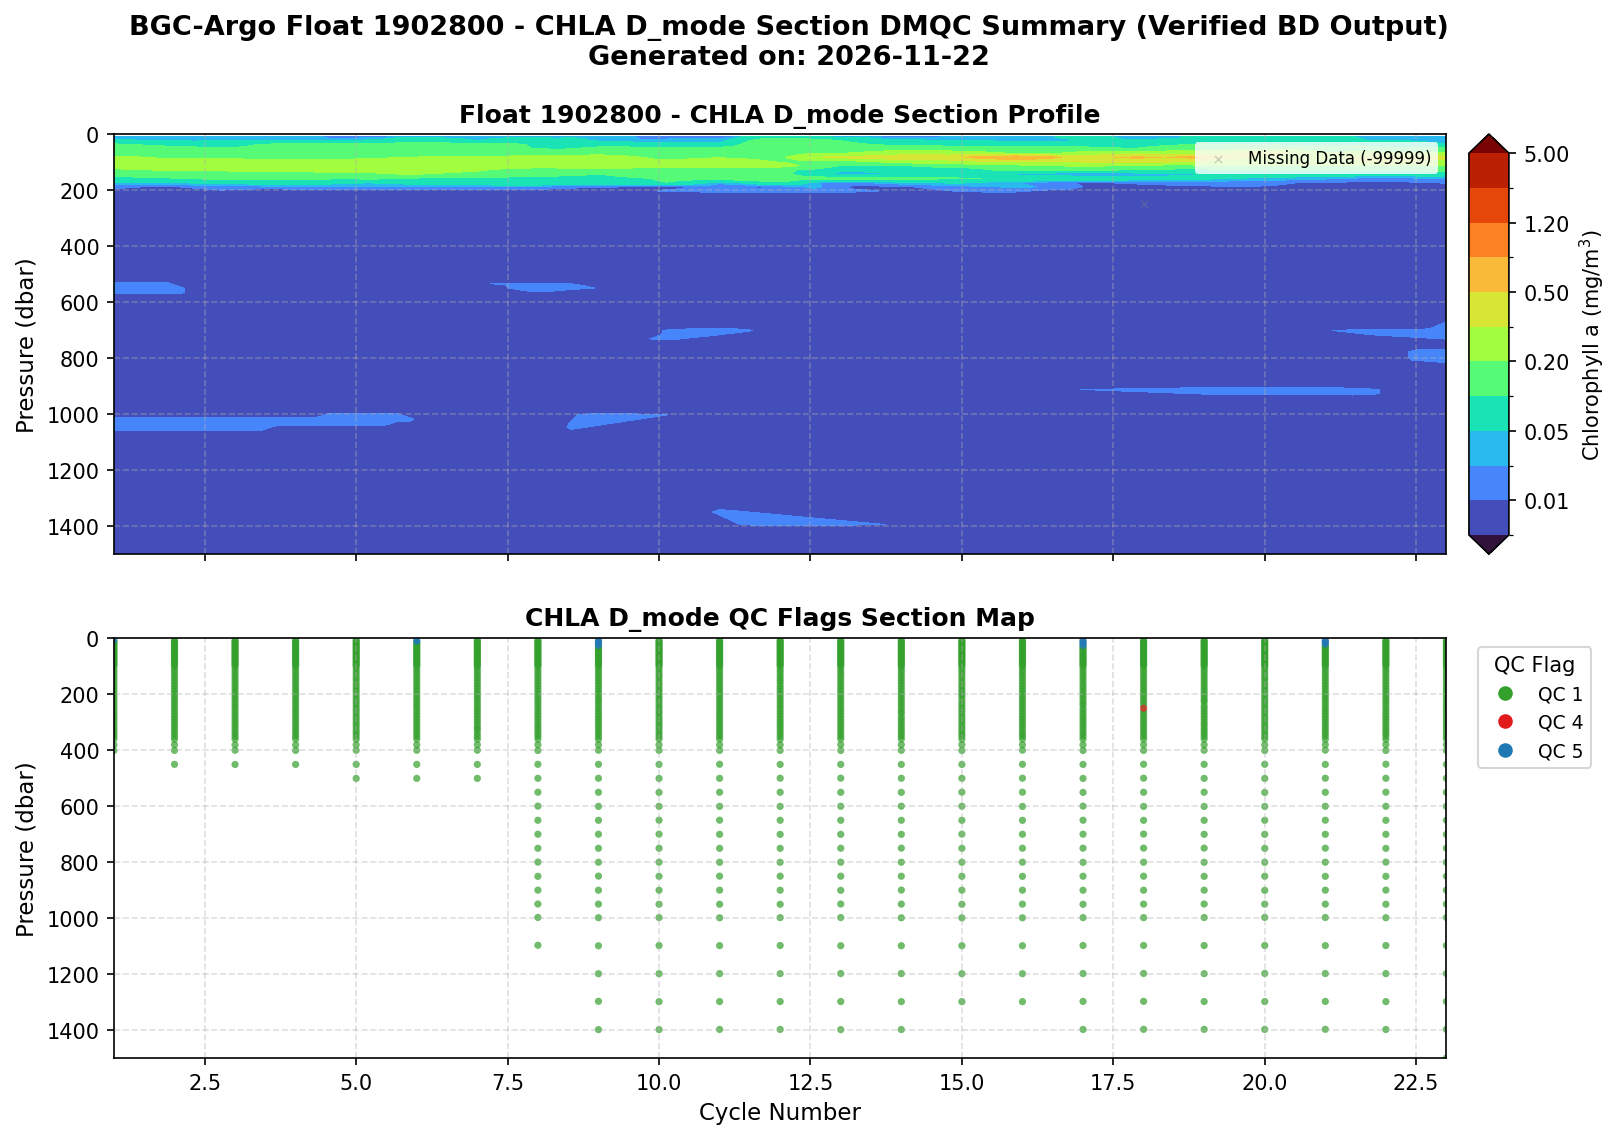 BGC-Argo Float 1902800 - CHLA D_mode Section DMQC Summary (Verified BD Output)
Generated on: 2026-11-22
Float 1902800 - CHLA D_mode Section Profile
Missing Data (-99999)
Pressure (dbar)
0
200
400
600
800
1000
1200
1400
5.00
1.20
0.50
0.20
0.05
0.01
Chlorophyll a (mg/m³)
CHLA D_mode QC Flags Section Map
QC Flag
QC 1
QC 4
QC 5
Pressure (dbar)
0
200
400
600
800
1000
1200
1400
2.5 5.0 7.5 10.0 12.5 15.0 17.5 20.0 22.5
Cycle Number